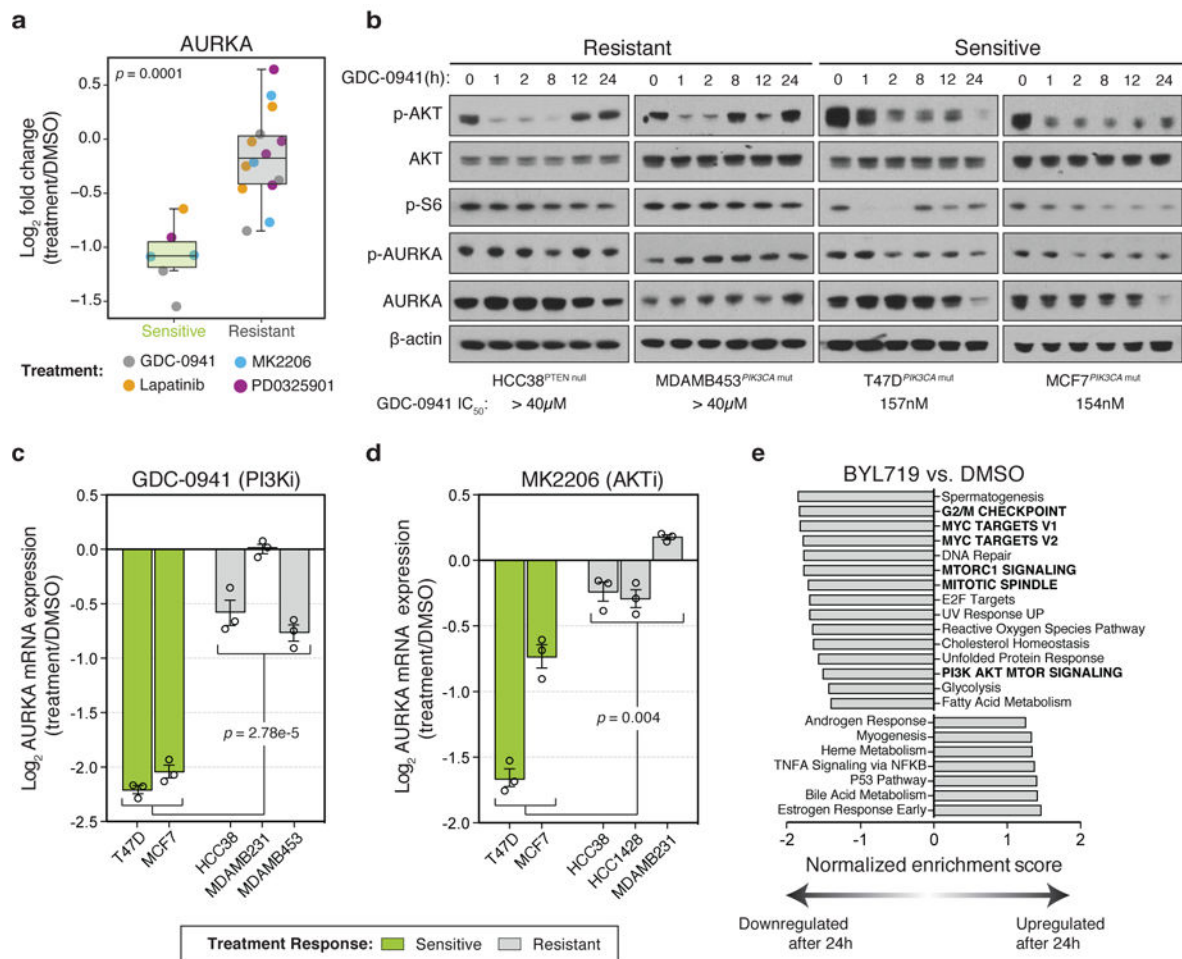 a
AURKA
p = 0.0001
0.5
0.0
-0.5
-1.0
-1.5
Log2 fold change
(treatment/DMSO)
Sensitive Resistant
Treatment: GDC-0941 MK2206
Lapatinib PD0325901
b
Resistant Sensitive
GDC-0941(h): 0 1 2 8 12 24 0 1 2 8 12 24 0 1 2 8 12 24 0 1 2 8 12 24
p-AKT
AKT
p-S6
p-AURKA
AURKA
β-actin
HCC38PTEN null MDAMB453PIK3CA mut T47DPIK3CA mut MCF7PIK3CA mut
GDC-0941 IC50: > 40µM > 40µM 157nM 154nM
c
GDC-0941 (PI3Ki)
0.5
0.0
-0.5
-1.0
-1.5
-2.0
-2.5
Log2 AURKA mRNA expression
(treatment/DMSO)
p = 2.78e-5
T47D
MCF7
HCC38
MDAMB231
MDAMB453
d
MK2206 (AKTi)
0.5
0.0
-0.5
-1.0
-1.5
-2.0
Log2 AURKA mRNA expression
(treatment/DMSO)
p = 0.004
T47D
MCF7
HCC38
HCC1428
MDAMB231
Treatment Response: Sensitive Resistant
e
BYL719 vs. DMSO
Spermatogenesis
G2/M CHECKPOINT
MYC TARGETS V1
MYC TARGETS V2
DNA Repair
MTORC1 SIGNALING
MITOTIC SPINDLE
E2F Targets
UV Response UP
Reactive Oxygen Species Pathway
Cholesterol Homeostasis
Unfolded Protein Response
PI3K AKT MTOR SIGNALING
Glycolysis
Fatty Acid Metabolism
Androgen Response
Myogenesis
Heme Metabolism
TNFA Signaling via NFKB
P53 Pathway
Bile Acid Metabolism
Estrogen Response Early
-2 -1 0 1 2
Normalized enrichment score
Downregulated
after 24h
Upregulated
after 24h